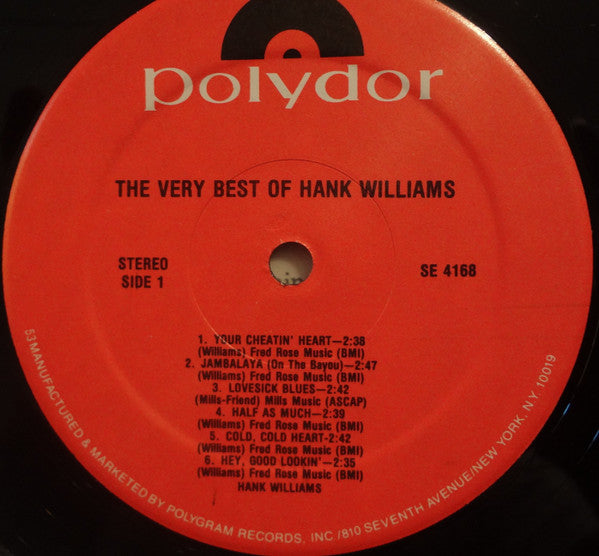 polydor
THE VERY BEST OF HANK WILLIAMS
STEREO
SIDE 1
SE 4168
1. YOUR CHEATIN' HEART—2:38
(Williams) Fred Rose Music (BMI)
2. JAMBALAYA (On The Bayou)—2:47
(Williams) Fred Rose Music (BMI)
3. LOVESICK BLUES—2:42
(Mills-Friend) Mills Music (ASCAP)
4. HALF AS MUCH—2:39
(Williams) Fred Rose Music (BMI)
5. COLD, COLD HEART-2:42
(Williams) Fred Rose Music (BMI)
6. HEY, GOOD LOOKIN'—2:35
(Williams) Fred Rose Music (BMI)
HANK WILLIAMS
53 MANUFACTURED & MARKETED BY POLYGRAM RECORDS, INC /810 SEVENTH AVENUE/NEW YORK, NY 10019